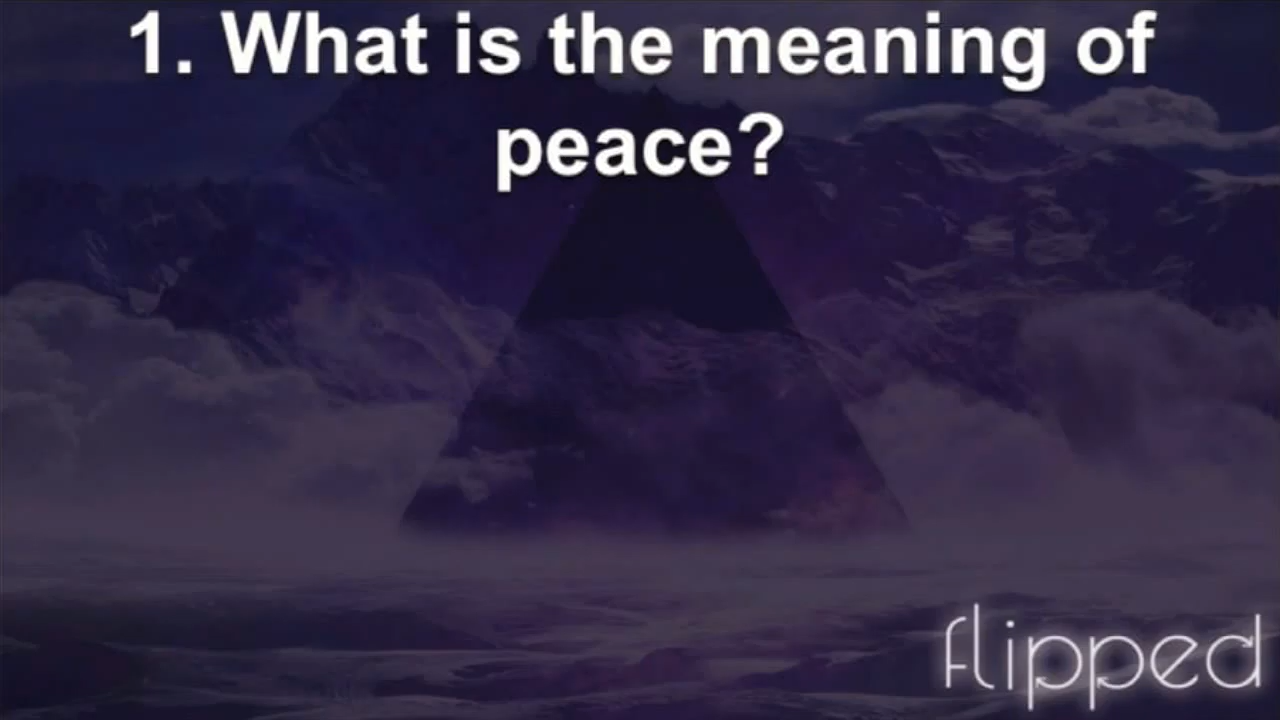 1. What is the meaning of
peace?
flipped